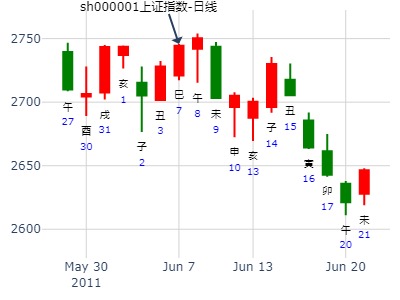 sh000001上证指数-日线
2750
2700
2650
2600
午
27
酉
30
戌
31
亥
1
子
2
丑
3
巳
7
午
8
未
9
申
10
亥
13
子
14
丑
15
寅
16
卯
17
午
20
未
21
May 30
2011
Jun 7
Jun 13
Jun 20